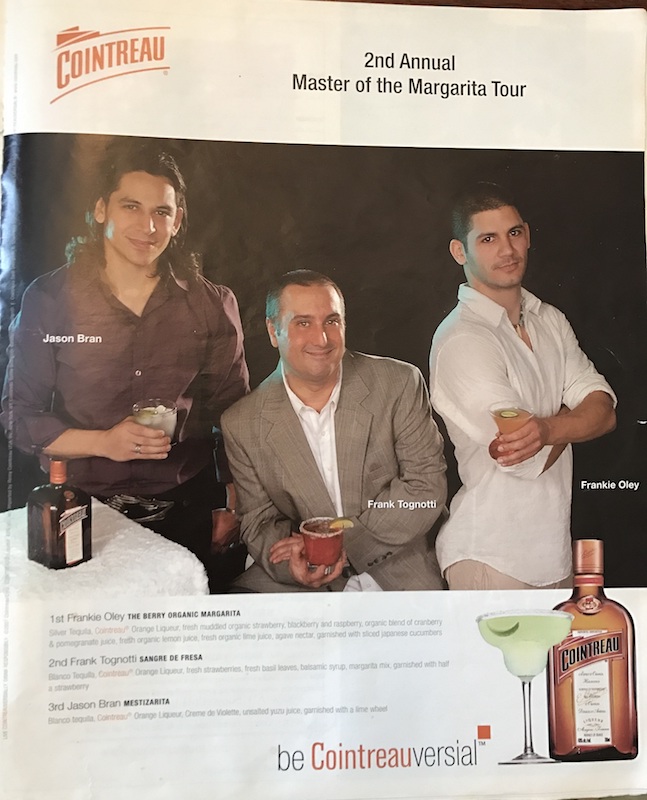 COINTREAU
2nd Annual
Master of the Margarita Tour
Jason Bran
Frank Tognotti
Frankie Oley
COINTREAU
1st Frankie Oley THE BERRY ORGANIC MARGARITA
Silver Tequila, Cointreau® Orange Liqueur, fresh muddled organic strawberry, blackberry and raspberry, organic blend of cranberry
& pomegranate juice, fresh organic lemon juice, fresh organic lime juice, agave nectar, garnished with sliced japanese cucumbers
2nd Frank Tognotti SANGRE DE FRESA
Blanco Tequila, Cointreau® Orange Liqueur, fresh strawberries, fresh basil leaves, balsamic syrup, margarita mix, garnished with half
a strawberry
3rd Jason Bran MESTIZARITA
Blanco tequila, Cointreau® Orange Liqueur, Creme de Violette, unsalted yuzu juice, garnished with a lime wheel
COINTREAU
be Cointreauversial™